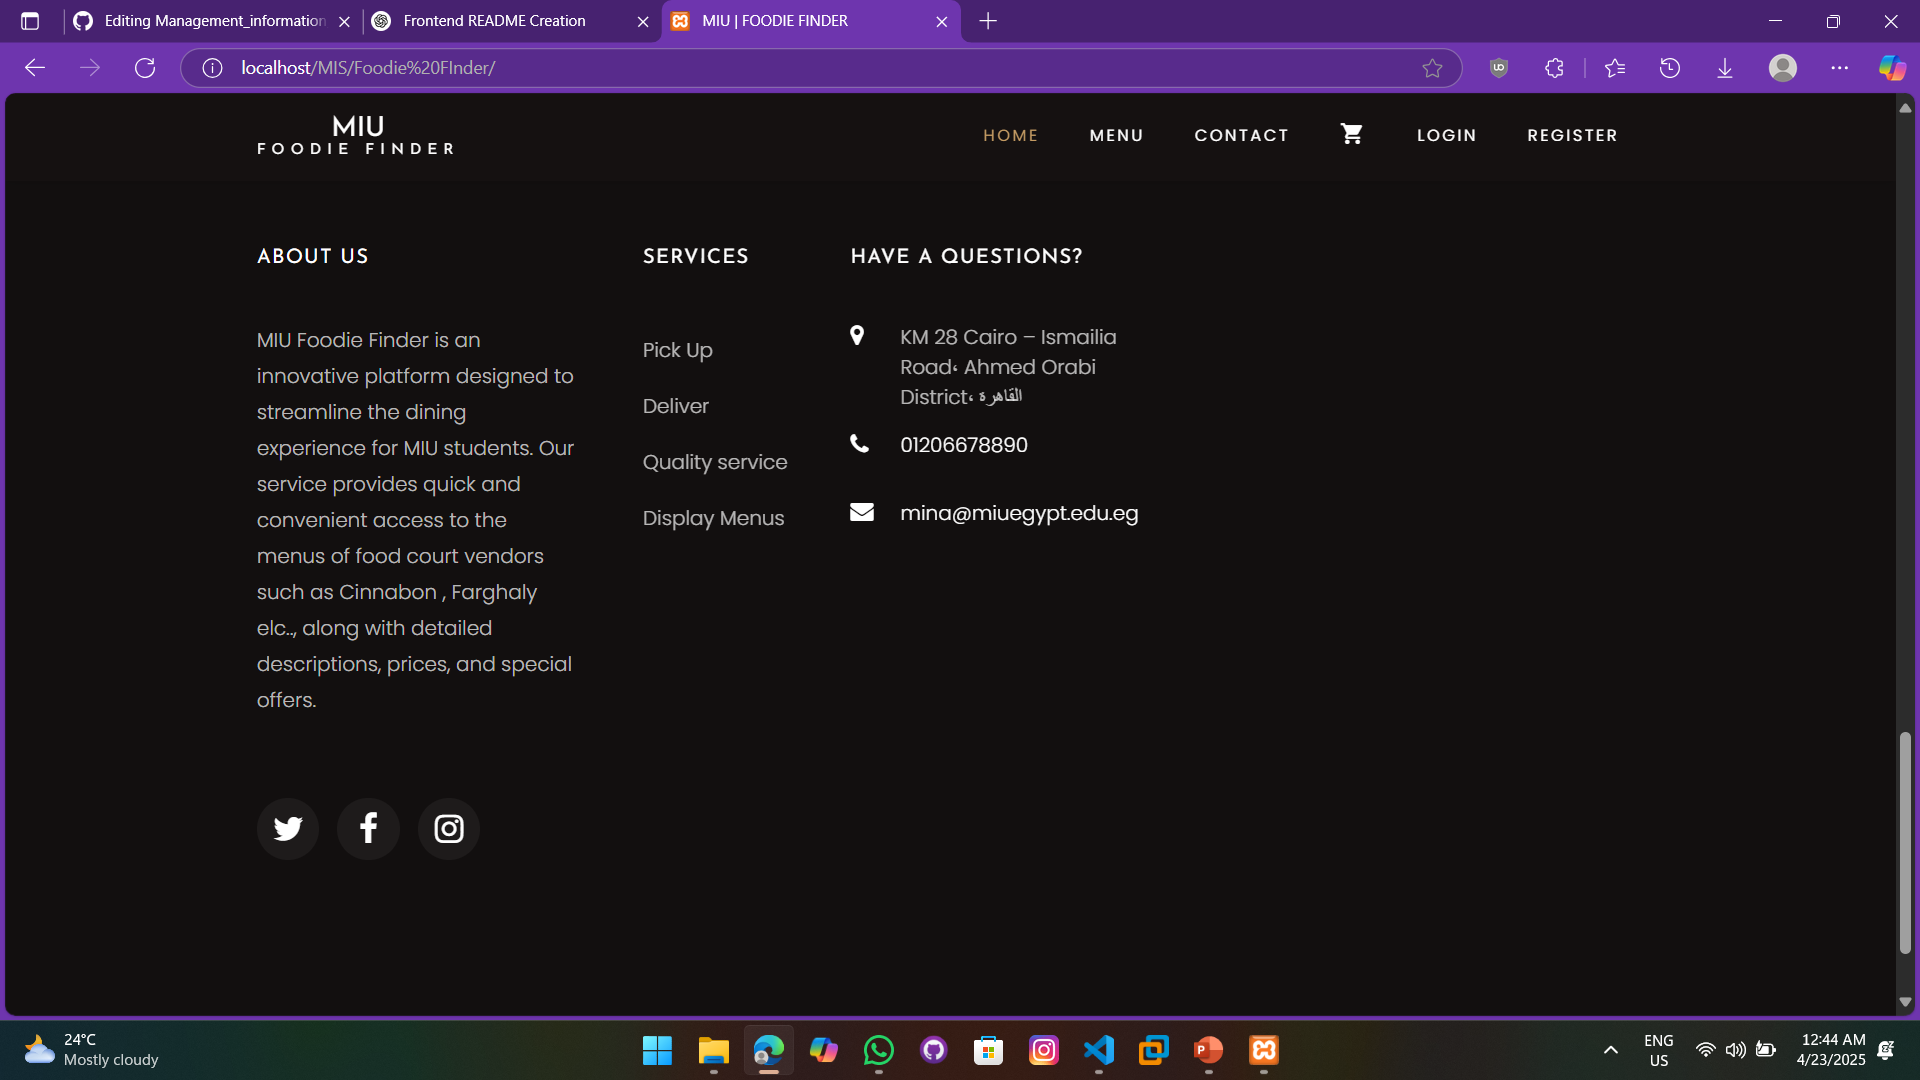 Editing Management_information
Frontend README Creation
MIU | FOODIE FINDER
localhost/MIS/Foodie%20FInder/
MIU
FOODIE FINDER
HOME
MENU
CONTACT
LOGIN
REGISTER
ABOUT US
MIU Foodie Finder is an
innovative platform designed to
streamline the dining
experience for MIU students. Our
service provides quick and
convenient access to the
menus of food court vendors
such as Cinnabon , Farghaly
elc.., along with detailed
descriptions, prices, and special
offers.
SERVICES
Pick Up
Deliver
Quality service
Display Menus
HAVE A QUESTIONS?
KM 28 Cairo – Ismailia
Road، Ahmed Orabi
District، القاهرة
01206678890
mina@miuegypt.edu.eg
24°C
Mostly cloudy
ENG
US
12:44 AM
4/23/2025